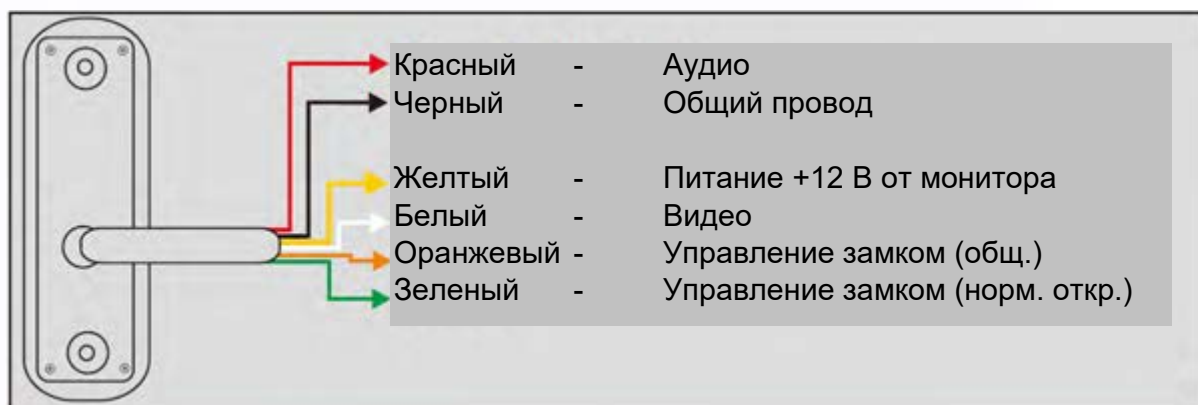 Красный - Аудио
Черный - Общий провод
Желтый - Питание +12 В от монитора
Белый - Видео
Оранжевый - Управление замком (общ.)
Зеленый - Управление замком (норм. откр.)